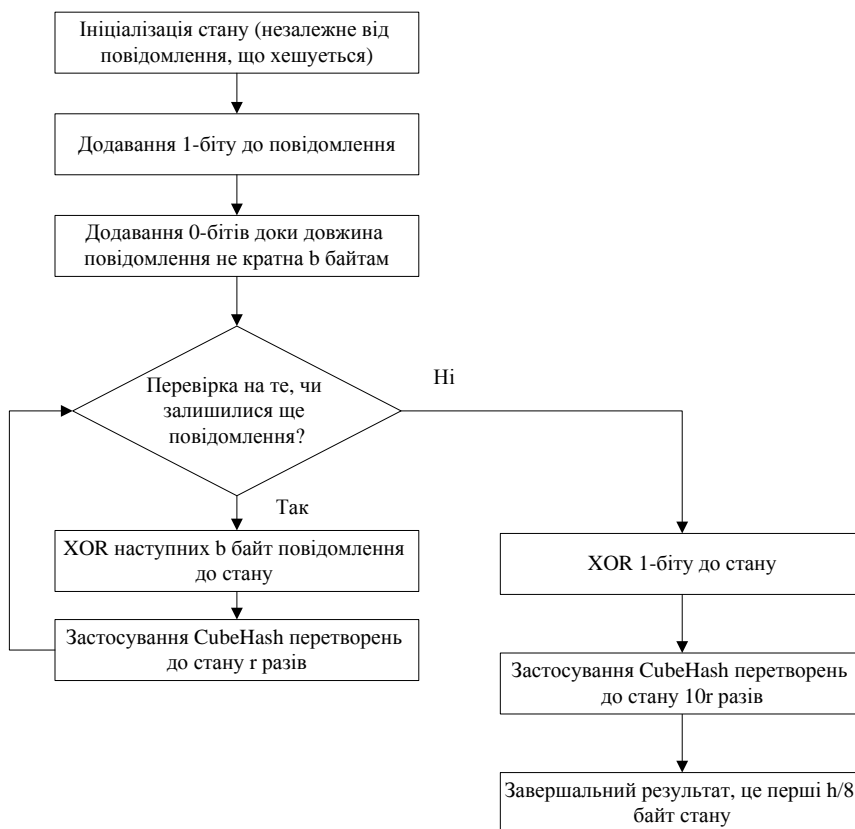 Ініціалізація стану (незалежне від
повідомлення, що хешується)
Додавання 1-біту до повідомлення
Додавання 0-бітів доки довжина
повідомлення не кратна b байтам
Перевірка на те, чи
залишилися ще
повідомлення?
Ні
Так
XOR наступних b байт повідомлення
до стану
Застосування CubeHash перетворень
до стану r разів
XOR 1-біту до стану
Застосування CubeHash перетворень
до стану 10r разів
Завершальний результат, це перші h/8
байт стану